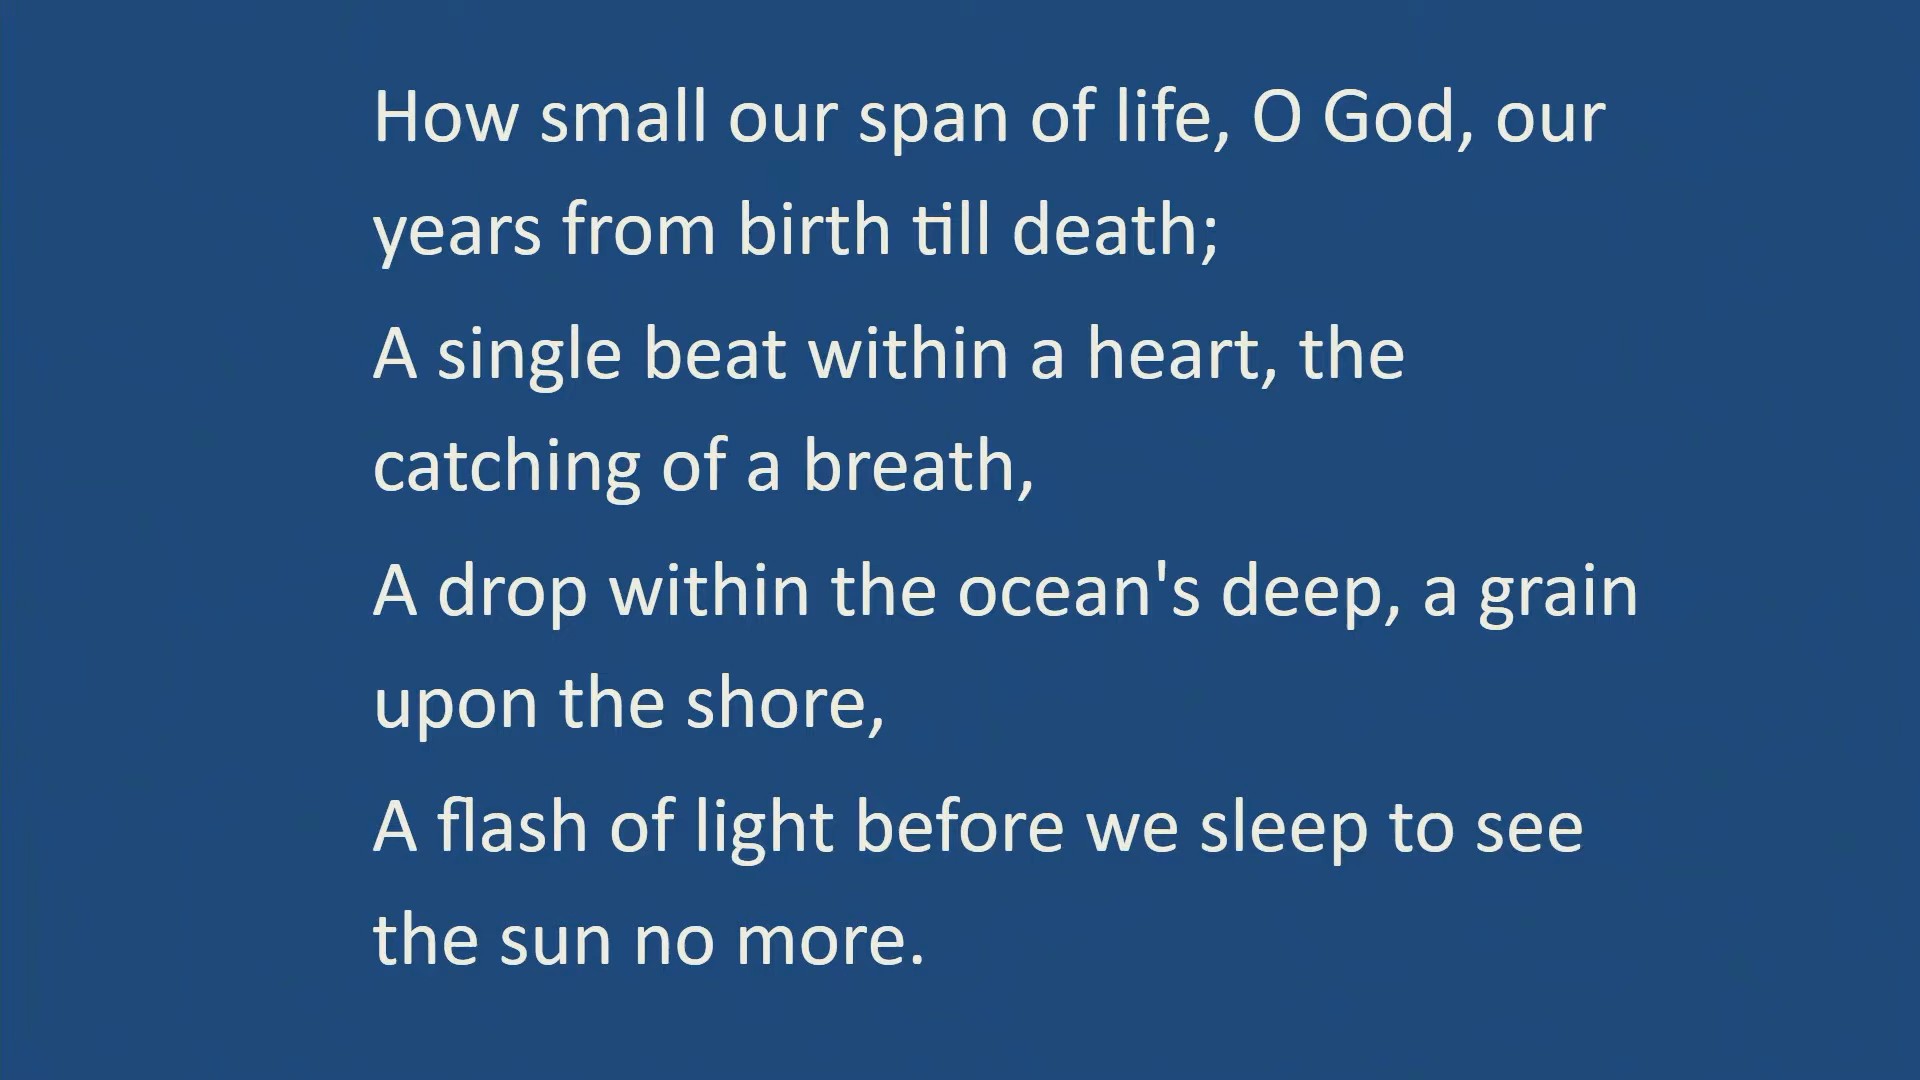 How small our span of life, O God, our
years from birth till death;
A single beat within a heart, the
catching of a breath,
A drop within the ocean's deep, a grain
upon the shore,
A flash of light before we sleep to see
the sun no more.